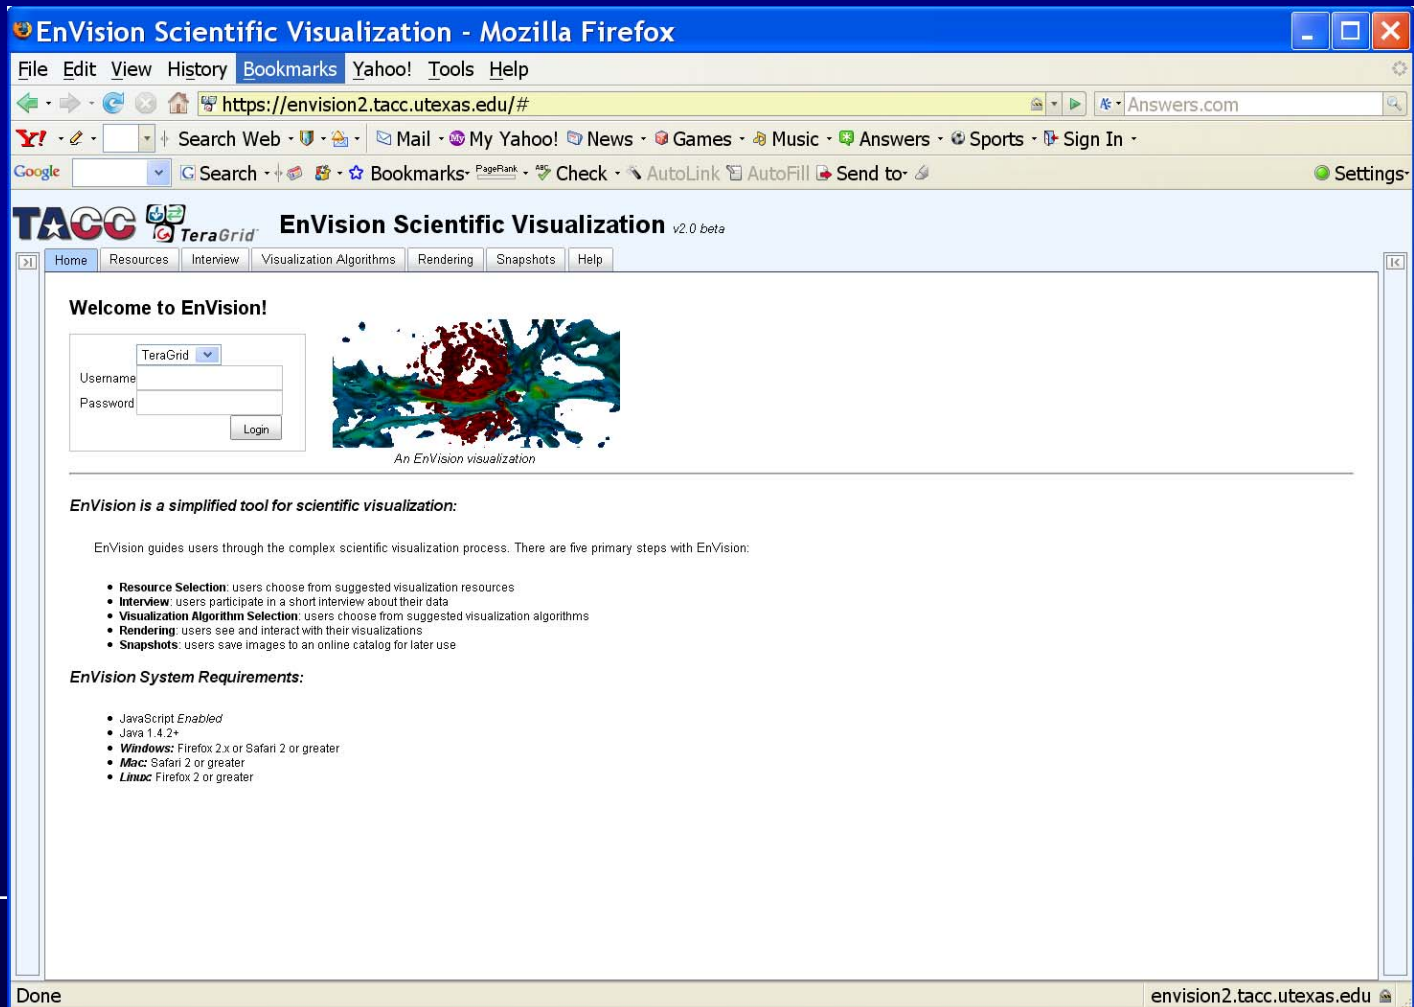 EnVision Scientific Visualization - Mozilla Firefox
File Edit View History Bookmarks Yahoo! Tools Help
https://envision2.tacc.utexas.edu/# Answers.com
Y! Search Web Mail My Yahoo! News Games Music Answers Sports Sign In
Google G Search Bookmarks PageRank ABC Check AutoLink AutoFill Send to Settings
TACC TeraGrid EnVision Scientific Visualization v2.0 beta
Home Resources Interview Visualization Algorithms Rendering Snapshots Help
Welcome to EnVision!
TeraGrid
Username
Password
Login
An EnVision visualization
EnVision is a simplified tool for scientific visualization:
EnVision guides users through the complex scientific visualization process. There are five primary steps with EnVision:
• Resource Selection: users choose from suggested visualization resources
• Interview: users participate in a short interview about their data
• Visualization Algorithm Selection: users choose from suggested visualization algorithms
• Rendering: users see and interact with their visualizations
• Snapshots: users save images to an online catalog for later use
EnVision System Requirements:
• JavaScript Enabled
• Java 1.4.2+
• Windows: Firefox 2.x or Safari 2 or greater
• Mac: Safari 2 or greater
• Linux: Firefox 2 or greater
Done envision2.tacc.utexas.edu